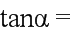 tanα =